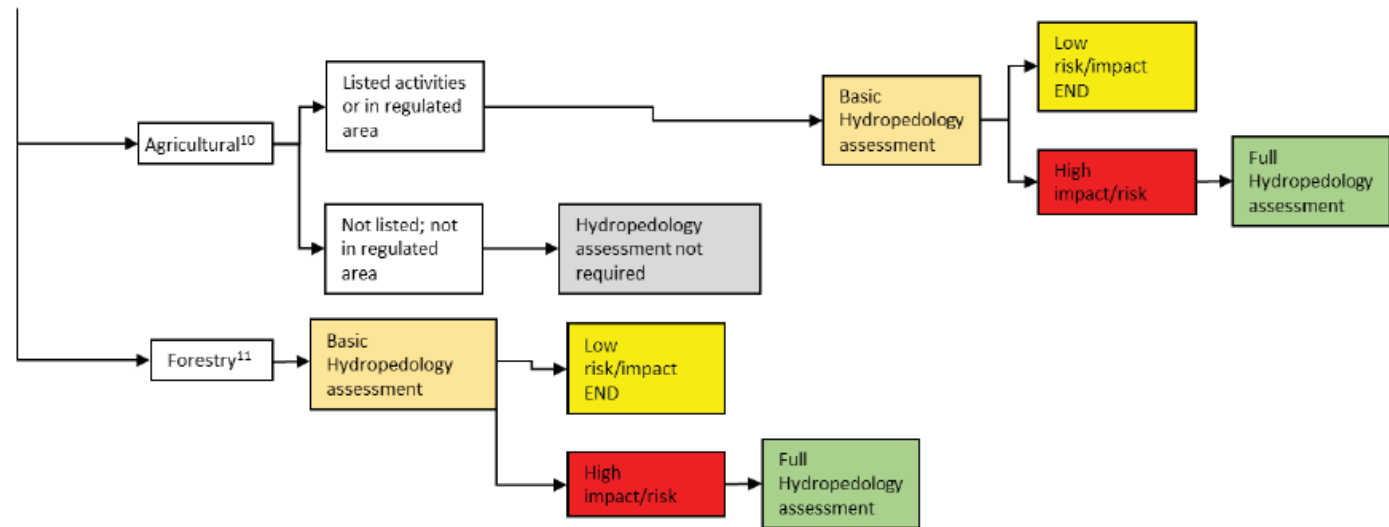 Agricultural¹⁰
Listed activities
or in regulated
area
Basic
Hydropedology
assessment
Low
risk/impact
END
High
impact/risk
Full
Hydropedology
assessment
Not listed; not
in regulated
area
Hydropedology
assessment not
required
Forestry¹¹
Basic
Hydropedology
assessment
Low
risk/impact
END
High
impact/risk
Full
Hydropedology
assessment